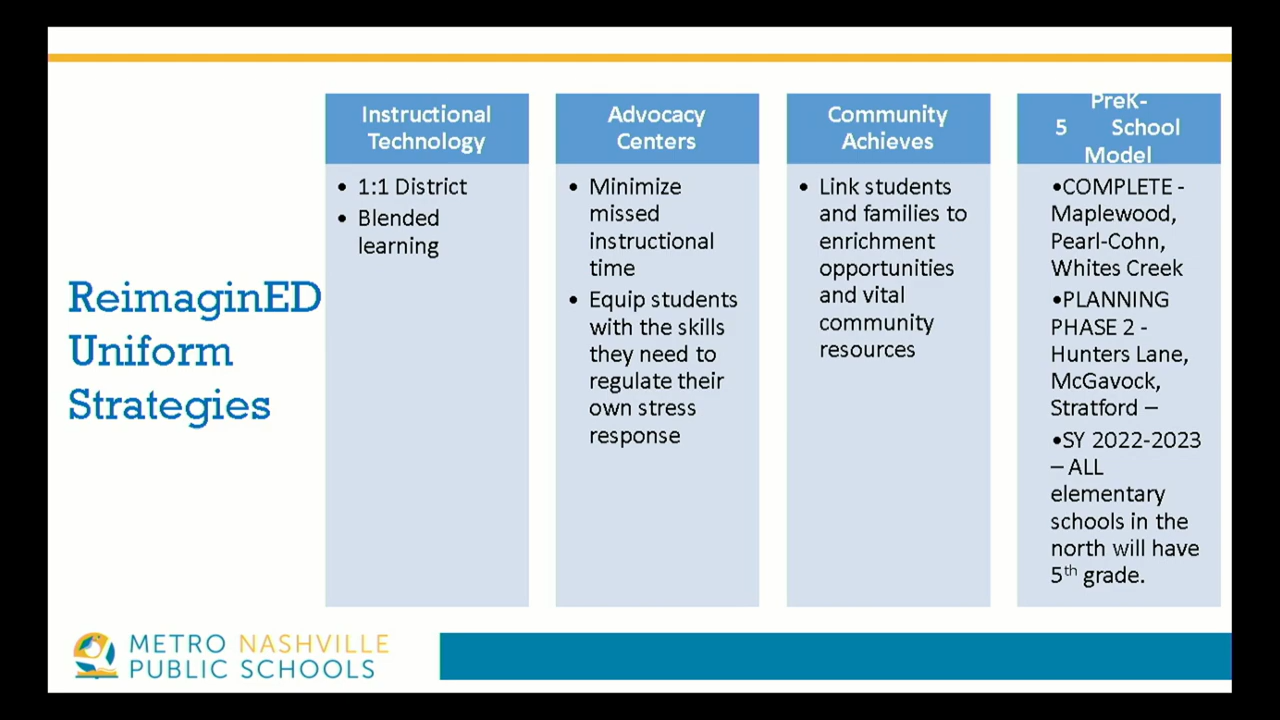 ReimaginED
Uniform
Strategies
Instructional
Technology
• 1:1 District
• Blended
learning
Advocacy
Centers
• Minimize
missed
instructional
time
• Equip students
with the skills
they need to
regulate their
own stress
response
Community
Achieves
• Link students
and families to
enrichment
opportunities
and vital
community
resources
PreK-
5 School
Model
•COMPLETE -
Maplewood,
Pearl-Cohn,
Whites Creek
•PLANNING
PHASE 2 -
Hunters Lane,
McGavock,
Stratford –
•SY 2022-2023
– ALL
elementary
schools in the
north will have
5th grade.
METRO NASHVILLE
PUBLIC SCHOOLS